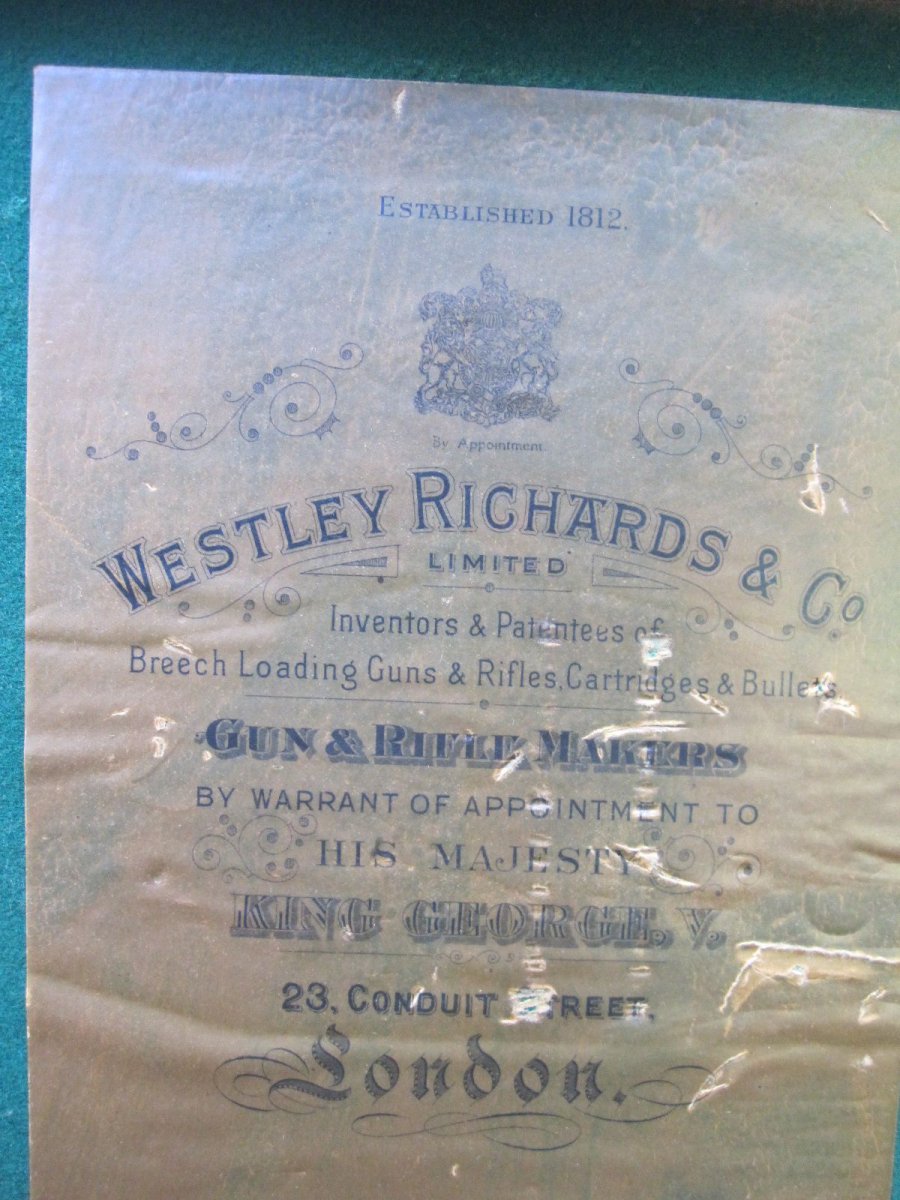 ESTABLISHED 1812.
By Appointment.
WESTLEY RICHARDS & Co
LIMITED
Inventors & Patentees of
Breech Loading Guns & Rifles, Cartridges & Bullets
GUN & RIFLE MAKERS
BY WARRANT OF APPOINTMENT TO
HIS MAJESTY
KING GEORGE, V.
23, CONDUIT STREET,
London.